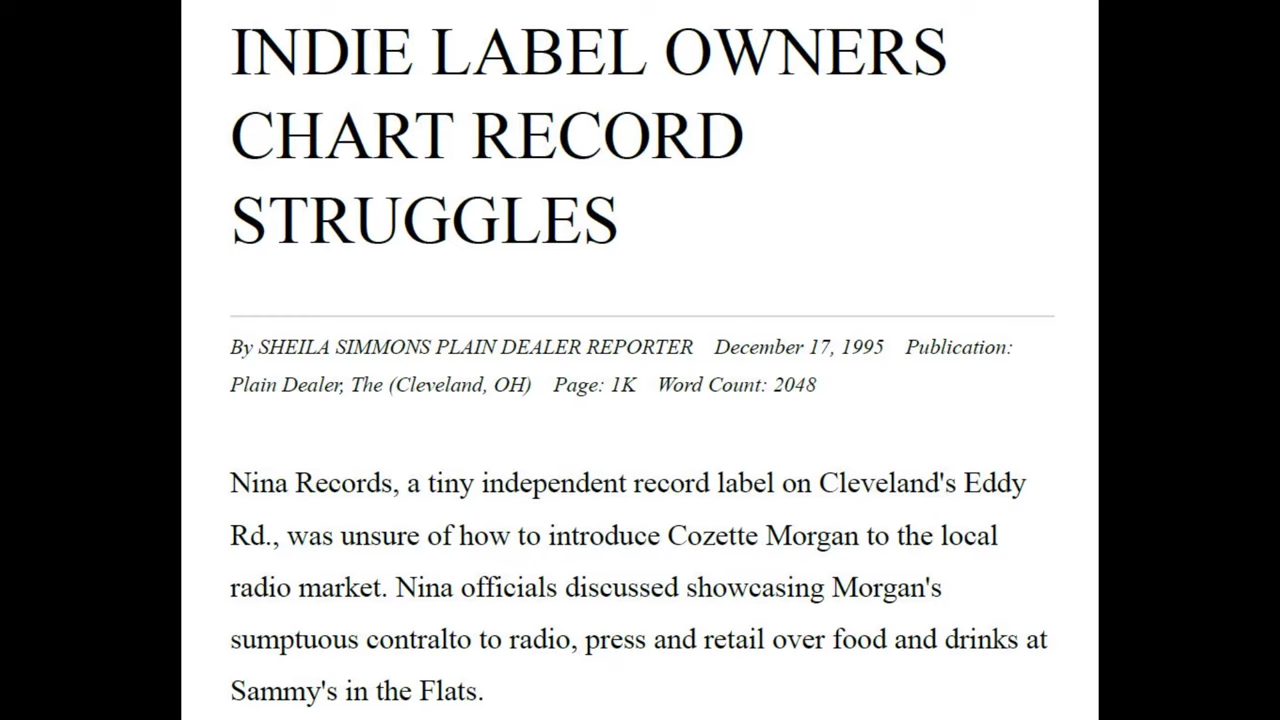 INDIE LABEL OWNERS
CHART RECORD
STRUGGLES
By SHEILA SIMMONS PLAIN DEALER REPORTER December 17, 1995 Publication:
Plain Dealer, The (Cleveland, OH) Page: 1K Word Count: 2048
Nina Records, a tiny independent record label on Cleveland's Eddy
Rd., was unsure of how to introduce Cozette Morgan to the local
radio market. Nina officials discussed showcasing Morgan's
sumptuous contralto to radio, press and retail over food and drinks at
Sammy's in the Flats.